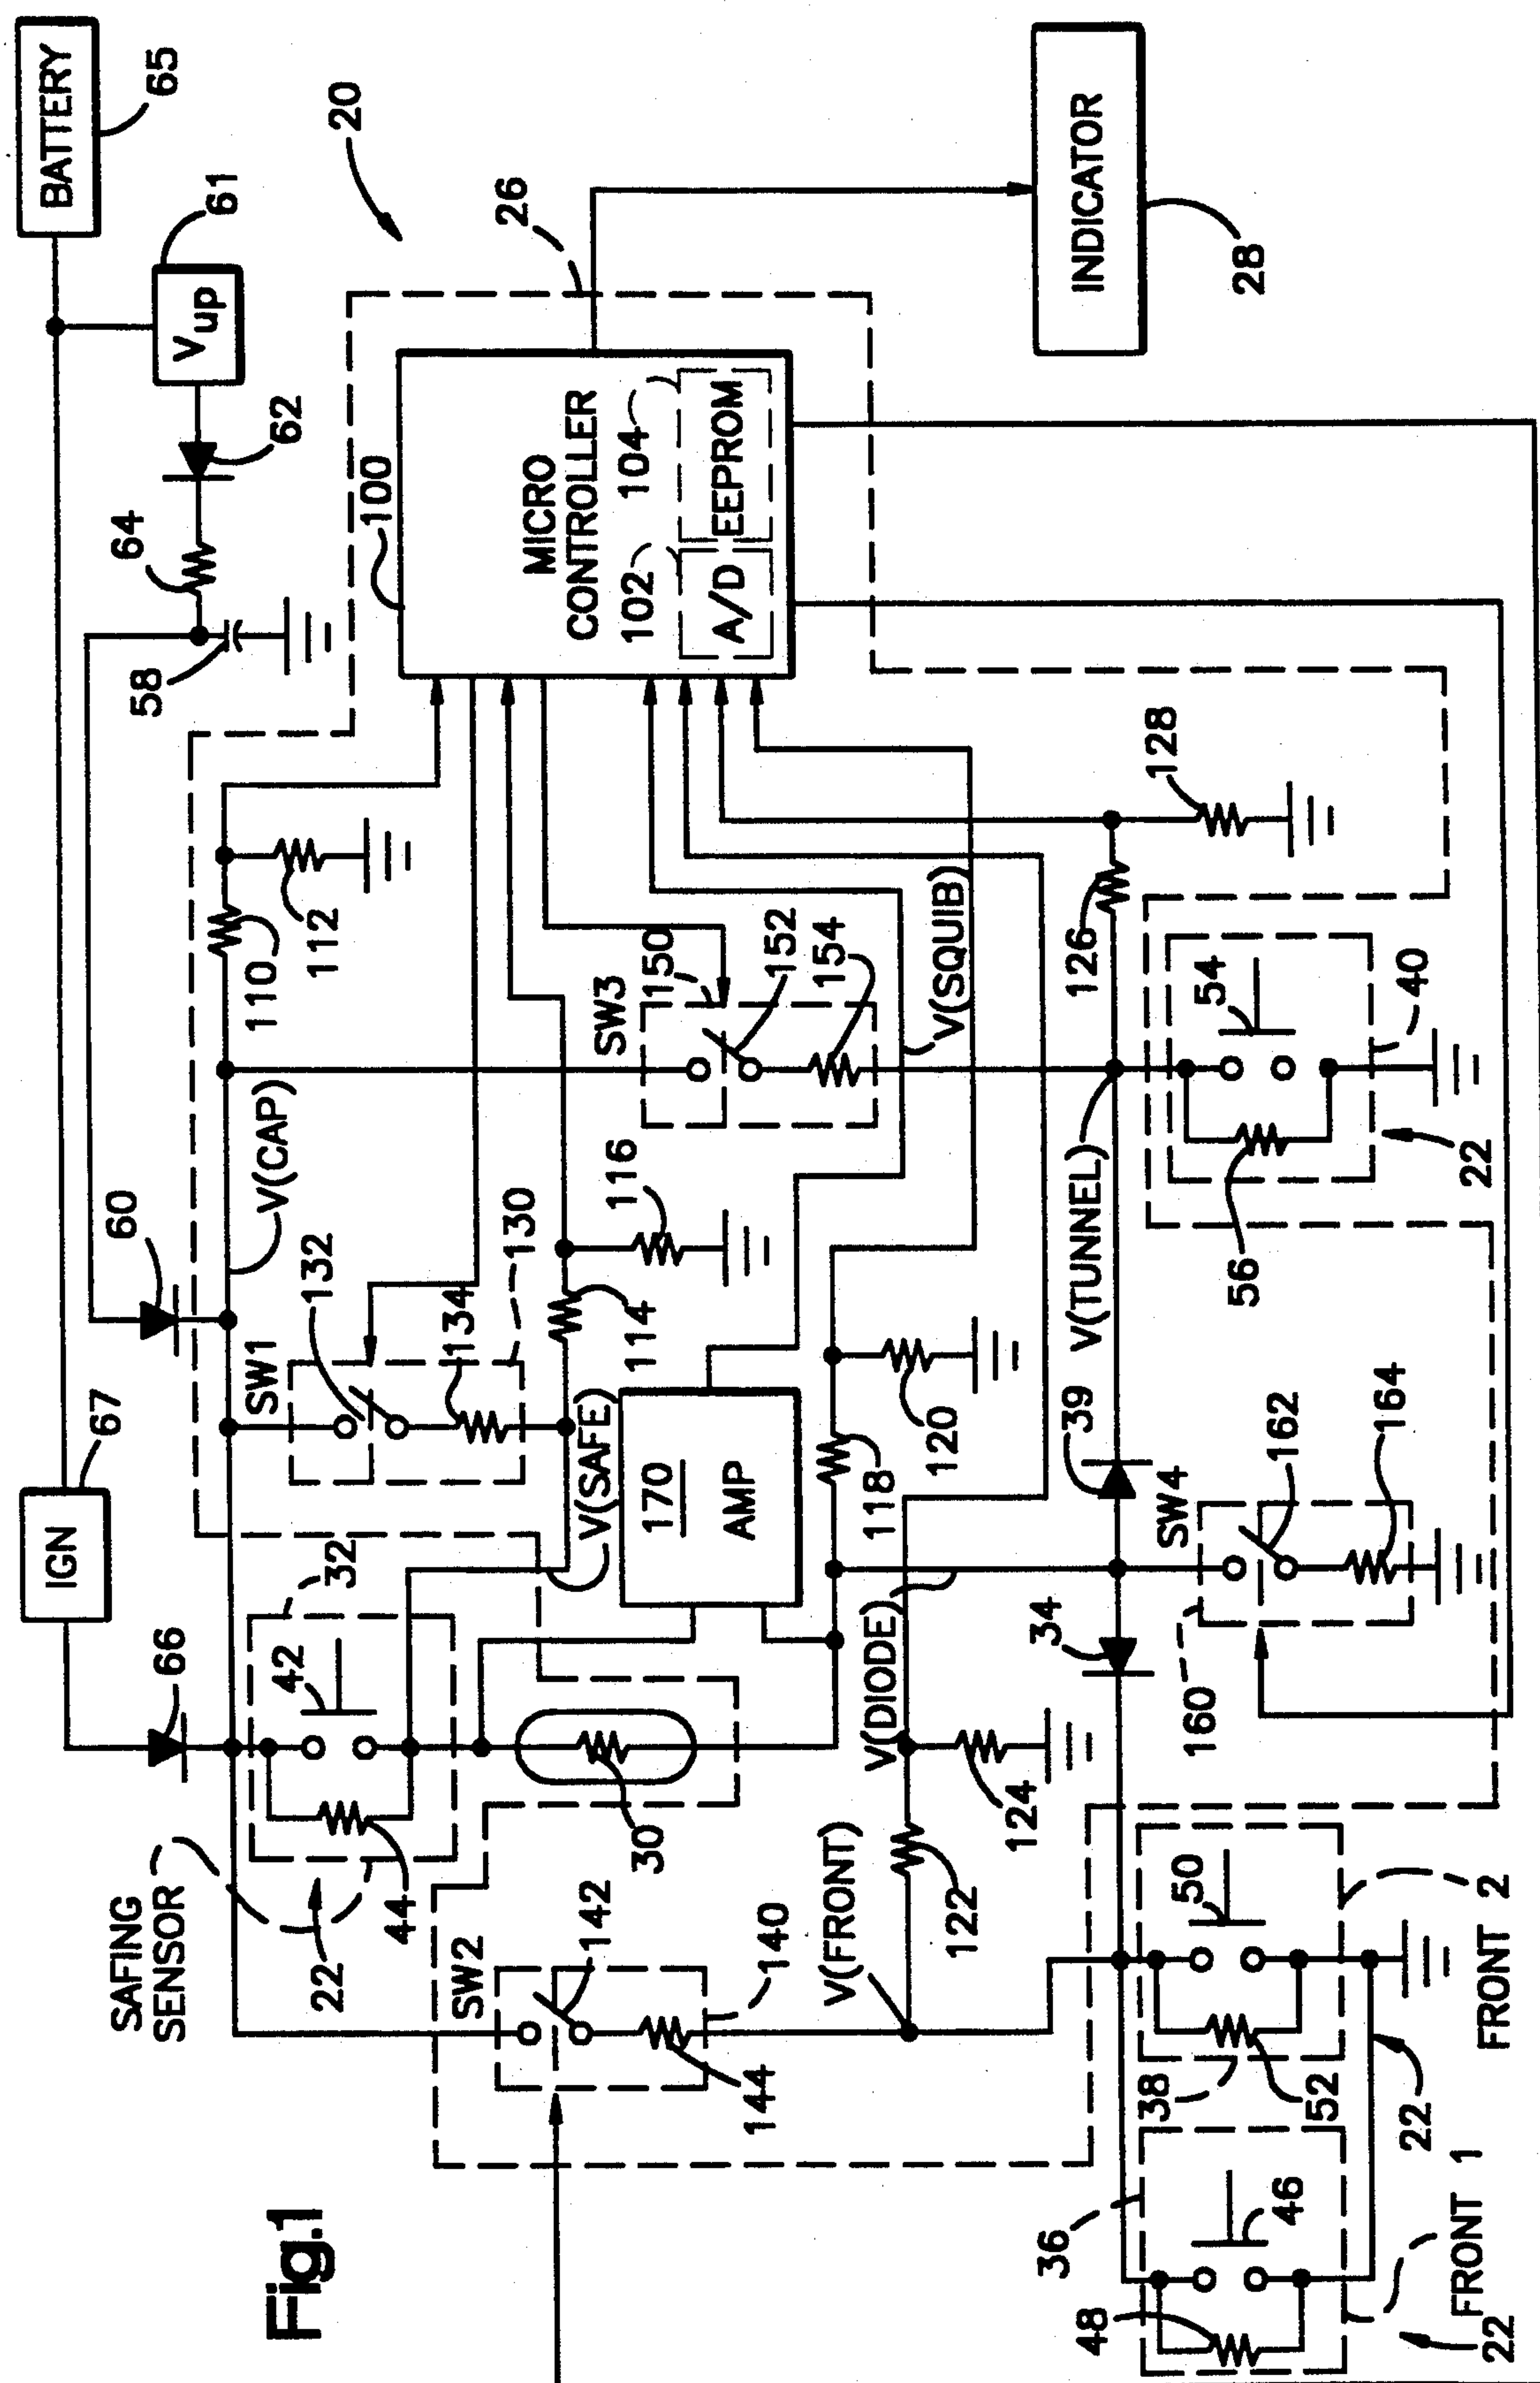 BATTERY
65
61
V up
62
64
58
20
26
100
MICRO
CONTROLLER
102
104
A/D
EEPROM
INDICATOR
28
110
112
60
V(CAP)
SW3
150
152
154
V(SQUIB)
126
128
54
40
56
22
V(TUNNEL)
116
114
130
132
134
SW1
V(SAFE)
170
AMP
118
120
39
SW4
162
164
160
67
IGN
66
32
42
44
30
22
SAFING
SENSOR
V(DIODE)
34
124
122
V(FRONT)
SW2
142
140
144
50
52
38
FRONT 2
22
36
46
48
FRONT 1
22
Fig.1